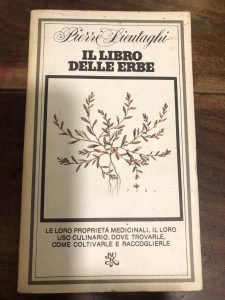 Pierre Lieutaghi
IL LIBRO
DELLE ERBE
LE LORO PROPRIETÀ MEDICINALI, IL LORO
USO CULINARIO, DOVE TROVARLE,
COME COLTIVARLE E RACCOGLIERLE
BUR